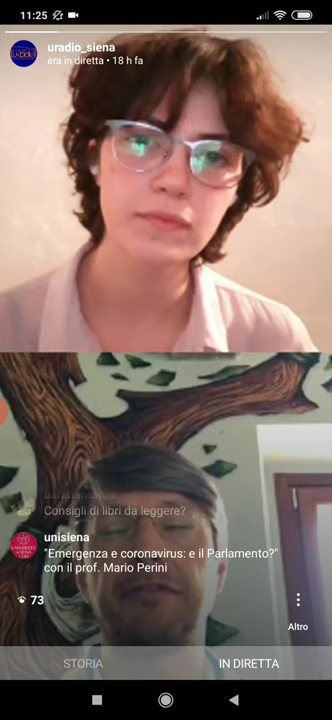 11:25
uradio_siena
era in diretta • 18 h fa
Consigli di libri da leggere?
unisiena
"Emergenza e coronavirus: e il Parlamento?"
con il prof. Mario Perini
73
Altro
STORIA
IN DIRETTA